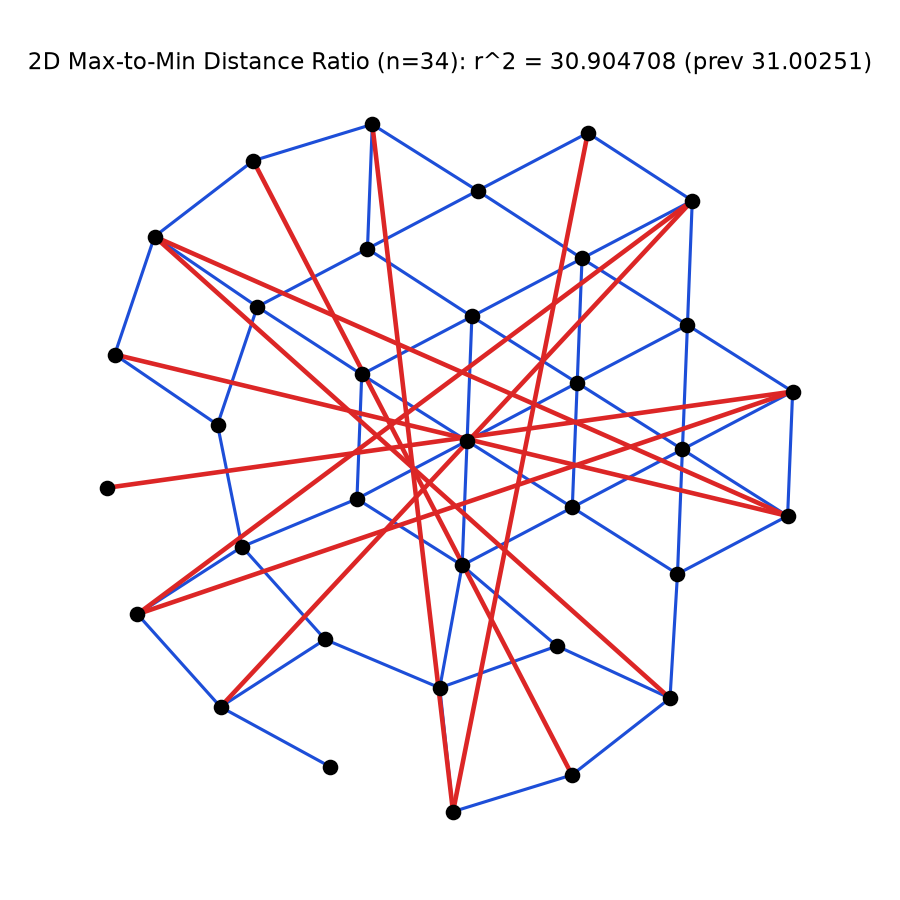 2D Max-to-Min Distance Ratio (n=34): r^2 = 30.904708 (prev 31.00251)